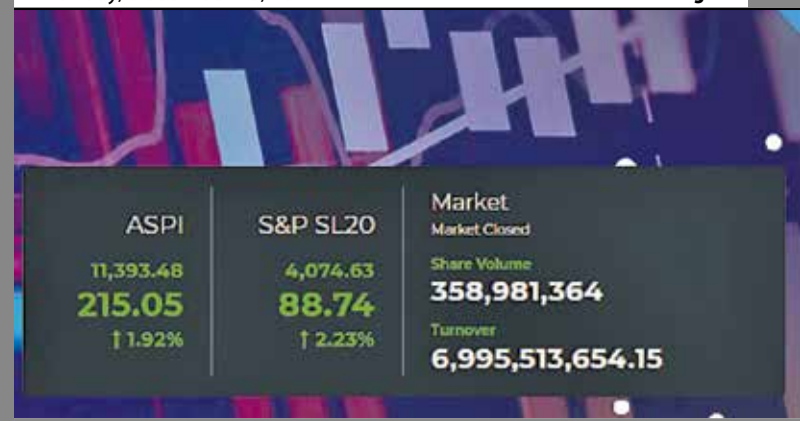 ASPI
11,393.48
215.05
↑ 1.92%
S&P SL20
4,074.63
88.74
↑ 2.23%
Market
Market Closed
Share Volume
358,981,364
Turnover
6,995,513,654.15